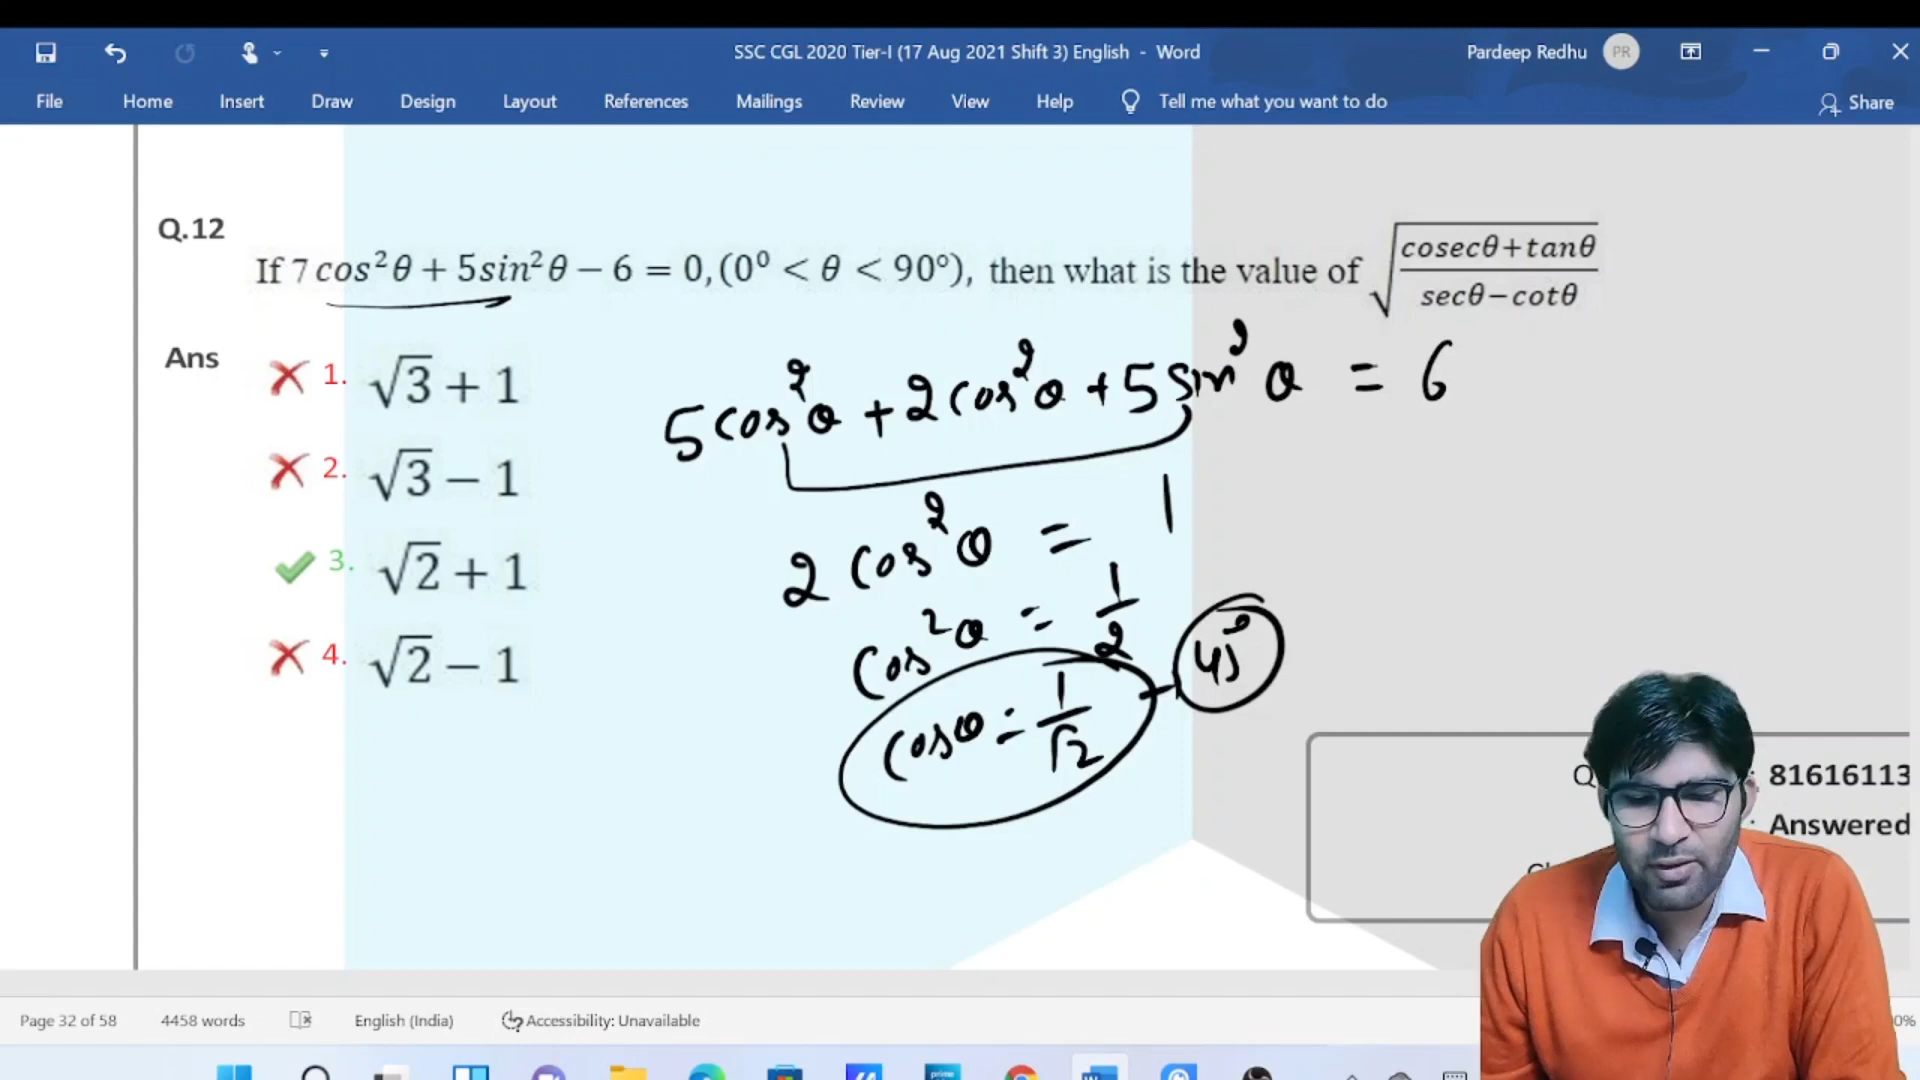 SSC CGL 2020 Tier-I (17 Aug 2021 Shift 3) English - Word
Pardeep Redhu PR
File Home Insert Draw Design Layout References Mailings Review View Help Tell me what you want to do Share
Q.12
If 7 cos²θ + 5sin²θ − 6 = 0, (0⁰ < θ < 90°), then what is the value of √((cosecθ+tanθ)/(secθ−cotθ))
Ans
1. √3 + 1
2. √3 − 1
3. √2 + 1
4. √2 − 1
5cos²θ + 2cos²θ + 5sin²θ = 6
2cos²θ = 1
cos²θ = 1/2
cosθ = 1/√2
45°
Q
: 81616113
: Answered
Page 32 of 58 4458 words English (India) Accessibility: Unavailable 0%
prime